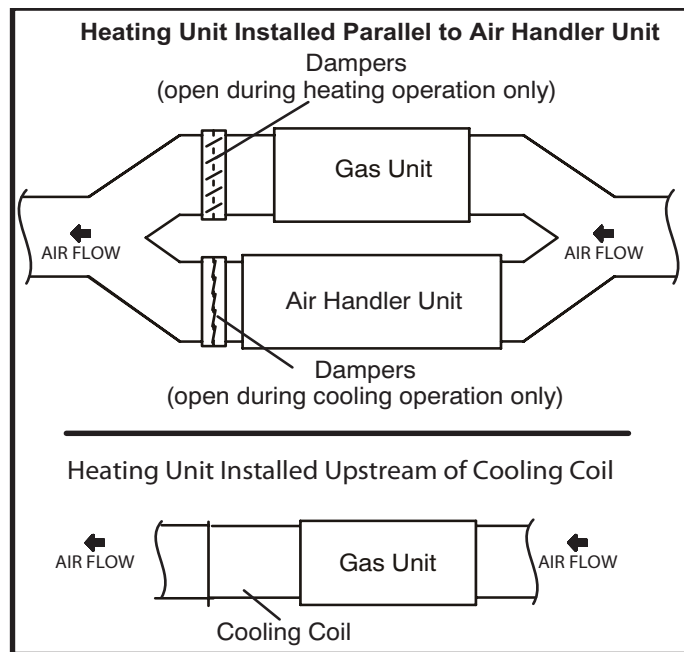 Heating Unit Installed Parallel to Air Handler Unit
Dampers
(open during heating operation only)
Gas Unit
AIR FLOW
AIR FLOW
Air Handler Unit
Dampers
(open during cooling operation only)
Heating Unit Installed Upstream of Cooling Coil
AIR FLOW
Gas Unit
AIR FLOW
Cooling Coil